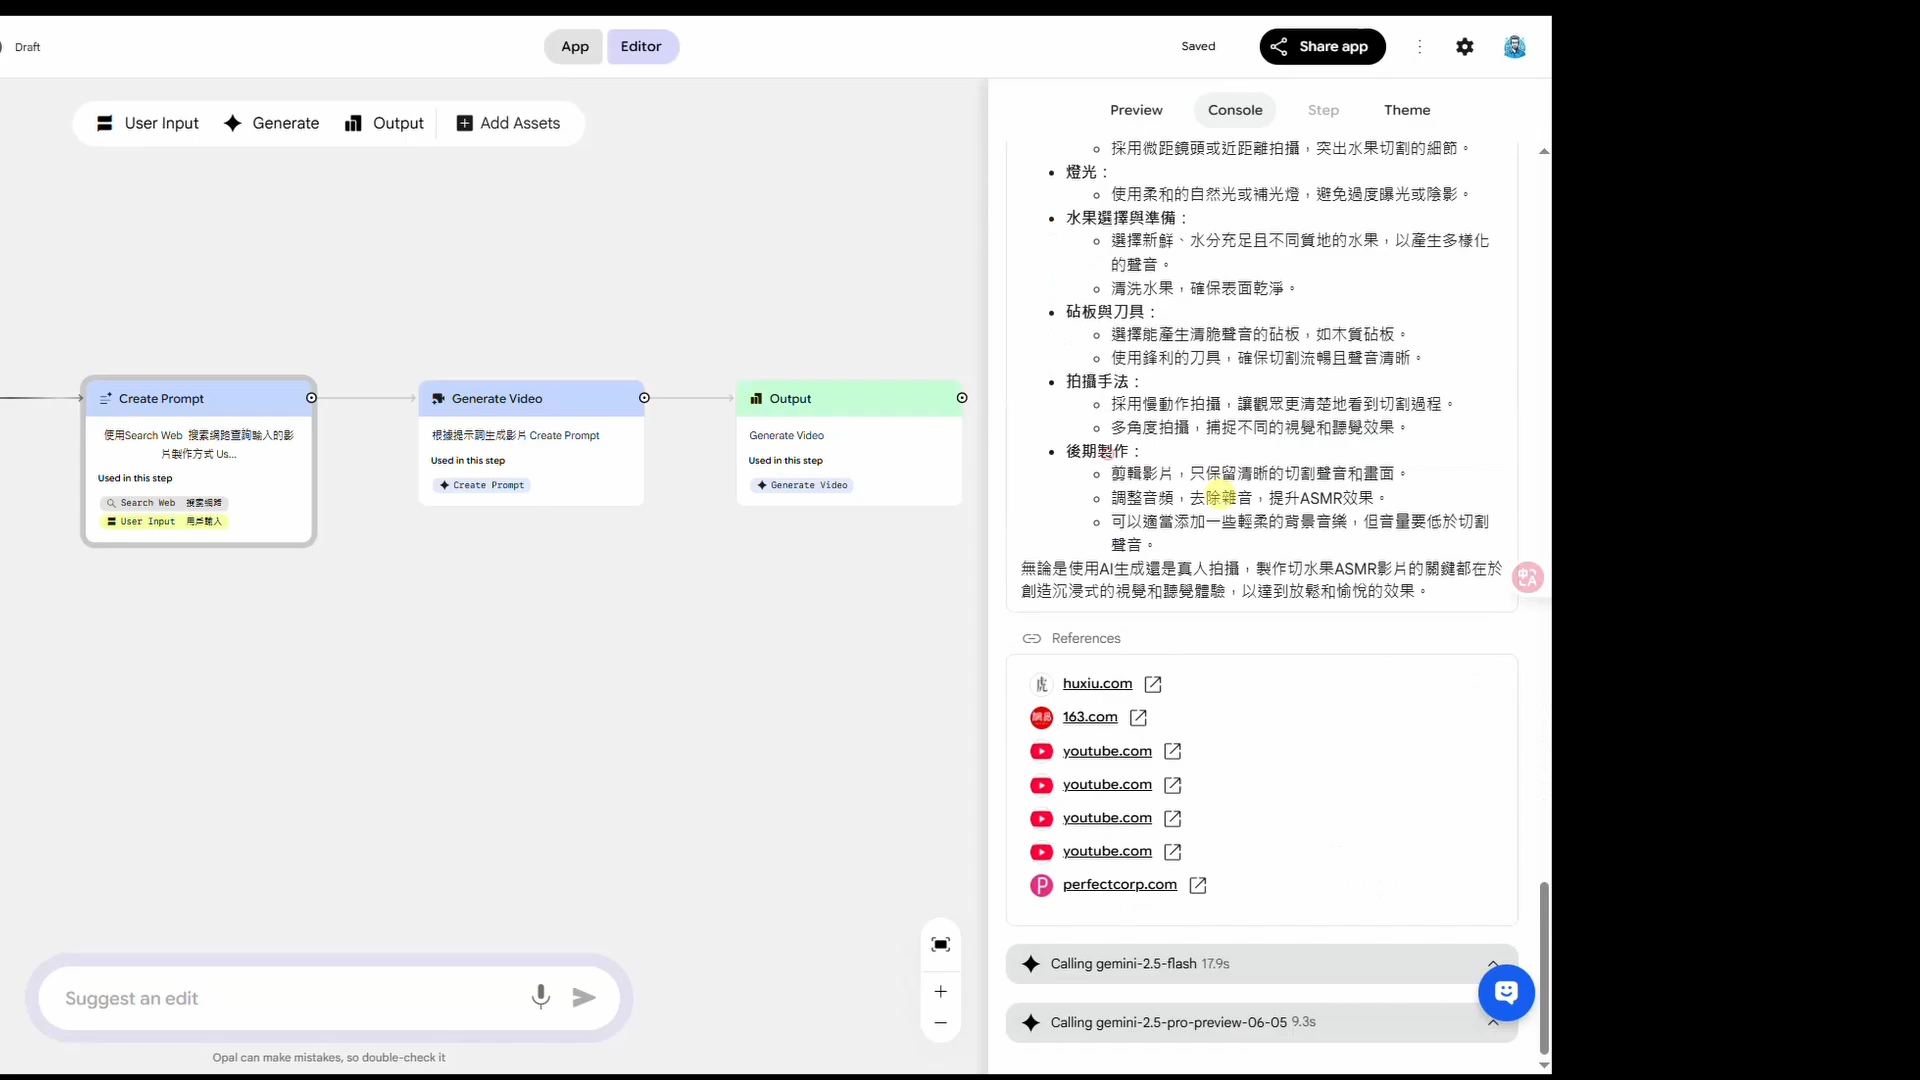 Draft
App
Editor
Saved
Share app
User Input
Generate
Output
Add Assets
Preview
Console
Step
Theme
Create Prompt
使用Search Web 搜索網路查詢輸入的影
片製作方式 Us...
Used in this step
Search Web 搜索網路
User Input 用戶輸入
Generate Video
根據提示詞生成影片 Create Prompt
Used in this step
Create Prompt
Output
Generate Video
Used in this step
Generate Video
採用微距鏡頭或近距離拍攝，突出水果切割的細節。
燈光：
使用柔和的自然光或補光燈，避免過度曝光或陰影。
水果選擇與準備：
選擇新鮮、水分充足且不同質地的水果，以產生多樣化
的聲音。
清洗水果，確保表面乾淨。
砧板與刀具：
選擇能產生清脆聲音的砧板，如木質砧板。
使用鋒利的刀具，確保切割流暢且聲音清晰。
拍攝手法：
採用慢動作拍攝，讓觀眾更清楚地看到切割過程。
多角度拍攝，捕捉不同的視覺和聽覺效果。
後期製作：
剪輯影片，只保留清晰的切割聲音和畫面。
調整音頻，去除雜音，提升ASMR效果。
可以適當添加一些輕柔的背景音樂，但音量要低於切割
聲音。
無論是使用AI生成還是真人拍攝，製作切水果ASMR影片的關鍵都在於
創造沉浸式的視覺和聽覺體驗，以達到放鬆和愉悅的效果。
References
huxiu.com
163.com
youtube.com
youtube.com
youtube.com
youtube.com
perfectcorp.com
Calling gemini-2.5-flash 17.9s
Calling gemini-2.5-pro-preview-06-05 9.3s
Suggest an edit
Opal can make mistakes, so double-check it